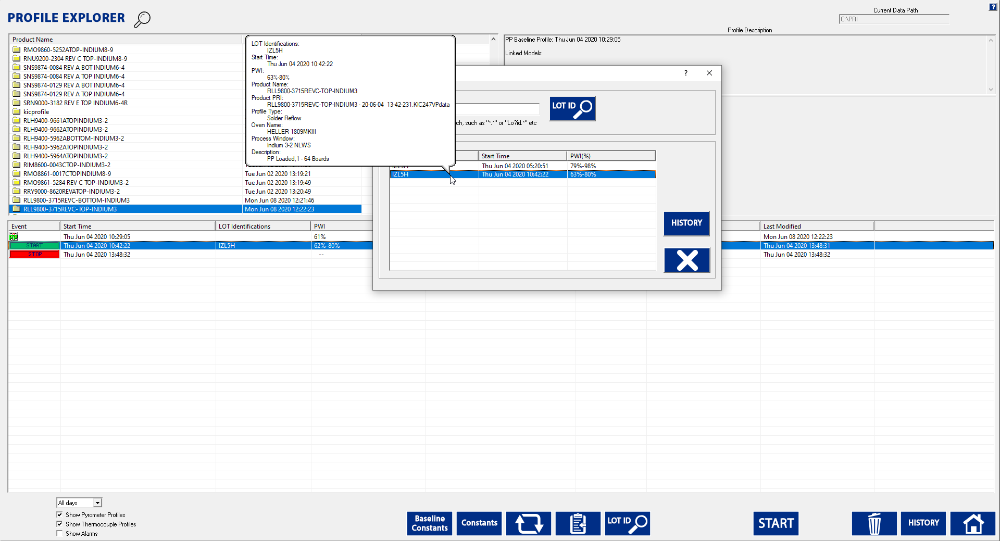 PROFILE EXPLORER
?
Current Data Path
C:\PRI
Profile Description
Product Name
RMO9860-5252ATOP-INDIUM8-9
RNU9200-2304 REV C TOP-INDIUM8-9
SNS9874-0084 REV A BOT INDIUM6-4
SNS9874-0084 REV A TOP INDIUM6-4
SNS9874-0129 REV A BOT INDIUM6-4
SNS9874-0129 REV A TOP INDIUM6-4
SRN9000-3182 REV E TOP INDIUM6-4R
kicprofile
RLH9400-9661ATOPINDIUM3-2
RLH9400-9662ATOPINDIUM3-2
RLH9400-5962ABOTTOM-INDIUM3-2
RLH9400-5962ATOPINDIUM3-2
RLH9400-5964ATOPINDIUM3-2
RIM8600-0043CTOP-INDIUM3-2
RMO8861-0017CTOPINDIUM8-9 Tue Jun 02 2020 13:19:21
RMO9861-5284 REV C TOP-INDIUM3-2 Tue Jun 02 2020 13:19:49
RRY9000-8620REVATOP-INDIUM3-2 Tue Jun 02 2020 13:20:49
RLL9800-3715REVC-BOTTOM-INDIUM3 Mon Jun 08 2020 12:21:46
RLL9800-3715REVC-TOP-INDIUM3 Mon Jun 08 2020 12:22:23
LOT Identifications:
IZL5H
Start Time:
Thu Jun 04 2020 10:42:22
PWI:
63%-80%
Product Name:
RLL9800-3715REVC-TOP-INDIUM3
Product PRI:
RLL9800-3715REVC-TOP-INDIUM3 - 20-06-04 13-42-231.KIC247VPdata
Profile Type:
Solder Reflow
Oven Name:
HELLER 1809MKIII
Process Window:
Indium 3-2 NLWS
Description:
PP Loaded,1 - 64 Boards
PP Baseline Profile: Thu Jun 04 2020 10:29:05
Linked Models:
?
LOT ID
ch, such as "*.*" or "Lo?id.*" etc
Start Time PWI(%)
IZL5H Thu Jun 04 2020 05:20:51 79%-98%
IZL5H Thu Jun 04 2020 10:42:22 63%-80%
HISTORY
Event Start Time LOT Identifications PWI Last Modified
PP Thu Jun 04 2020 10:29:05 61% Mon Jun 08 2020 12:22:23
START Thu Jun 04 2020 10:42:22 IZL5H 62%-80% Thu Jun 04 2020 13:48:31
STOP Thu Jun 04 2020 13:48:32 -- Thu Jun 04 2020 13:48:32
All days
Show Pyrometer Profiles
Show Thermocouple Profiles
Show Alarms
Baseline
Constants
Constants
LOT ID
START
HISTORY